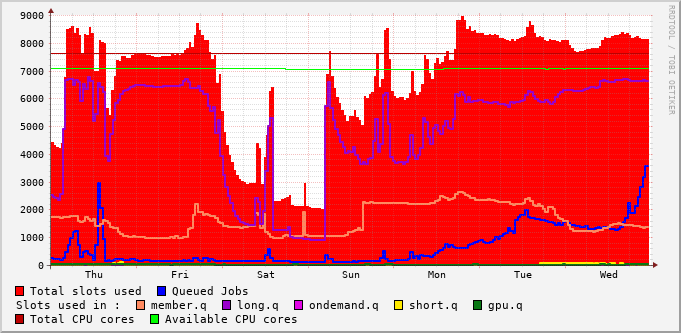 9000
8000
7000
6000
5000
4000
3000
2000
1000
0
Thu Fri Sat Sun Mon Tue Wed
RRDTOOL / TOBI OETIKER
Total slots used Queued Jobs
Slots used in : member.q long.q ondemand.q short.q gpu.q
Total CPU cores Available CPU cores